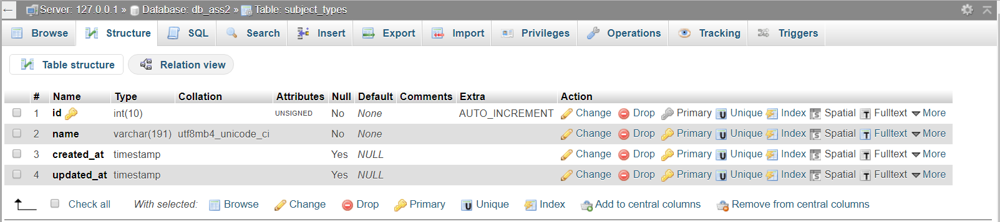 Server: 127.0.0.1 » Database: db_ass2 » Table: subject_types
Browse Structure SQL Search Insert Export Import Privileges Operations Tracking Triggers
Table structure Relation view
# Name Type Collation Attributes Null Default Comments Extra Action
1 id int(10) UNSIGNED No None AUTO_INCREMENT Change Drop Primary Unique Index Spatial Fulltext More
2 name varchar(191) utf8mb4_unicode_ci No None Change Drop Primary Unique Index Spatial Fulltext More
3 created_at timestamp Yes NULL Change Drop Primary Unique Index Spatial Fulltext More
4 updated_at timestamp Yes NULL Change Drop Primary Unique Index Spatial Fulltext More
Check all With selected: Browse Change Drop Primary Unique Index Add to central columns Remove from central columns